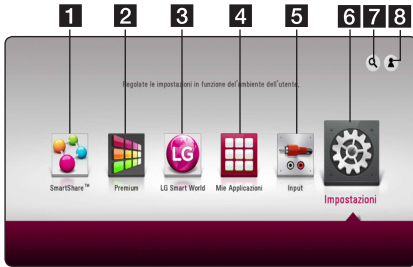 1 2 3 4 5 6 7 8
Regolate le impostazioni in funzione del'ambiente dell'utente.
LG
SmartShare™ Premium LG Smart World Mie Applicazioni Input Impostazioni